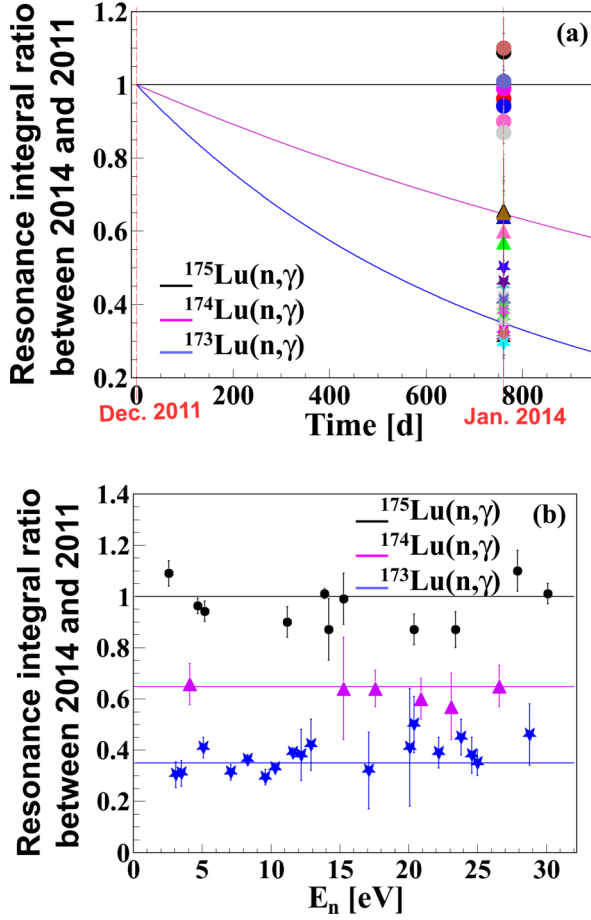 Resonance integral ratio
between 2014 and 2011
1.2
1
0.8
0.6
0.4
0.2
(a)
¹⁷⁵Lu(n,γ)
¹⁷⁴Lu(n,γ)
¹⁷³Lu(n,γ)
0 200 400 600 800
Dec. 2011 Time [d] Jan. 2014
Resonance integral ratio
between 2014 and 2011
1.4
1.2
1
0.8
0.6
0.4
0.2
0
(b)
¹⁷⁵Lu(n,γ)
¹⁷⁴Lu(n,γ)
¹⁷³Lu(n,γ)
0 5 10 15 20 25 30
Eₙ [eV]